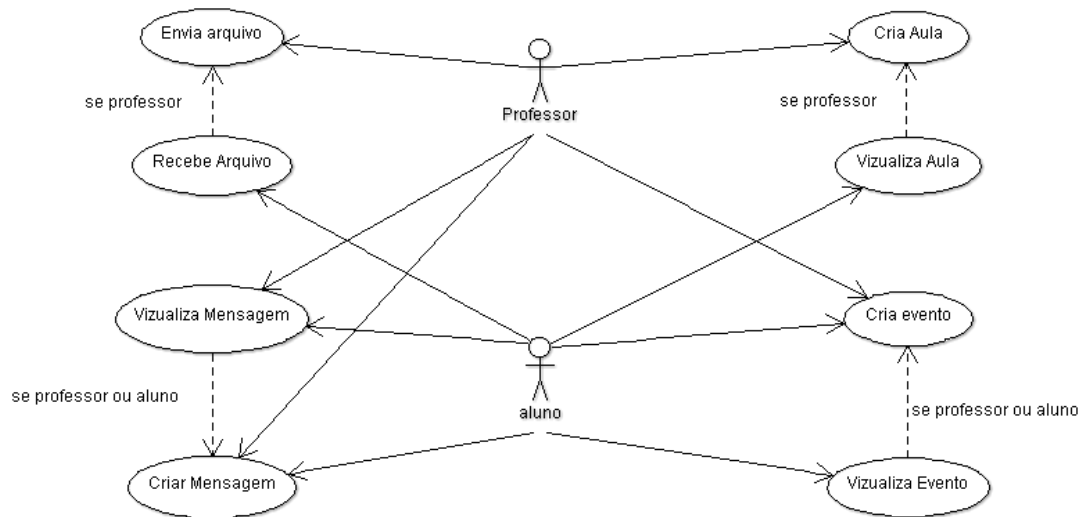 Envia arquivo
Cria Aula
se professor
se professor
Professor
Recebe Arquivo
Vizualiza Aula
Vizualiza Mensagem
Cria evento
se professor ou aluno
aluno
se professor ou aluno
Criar Mensagem
Vizualiza Evento